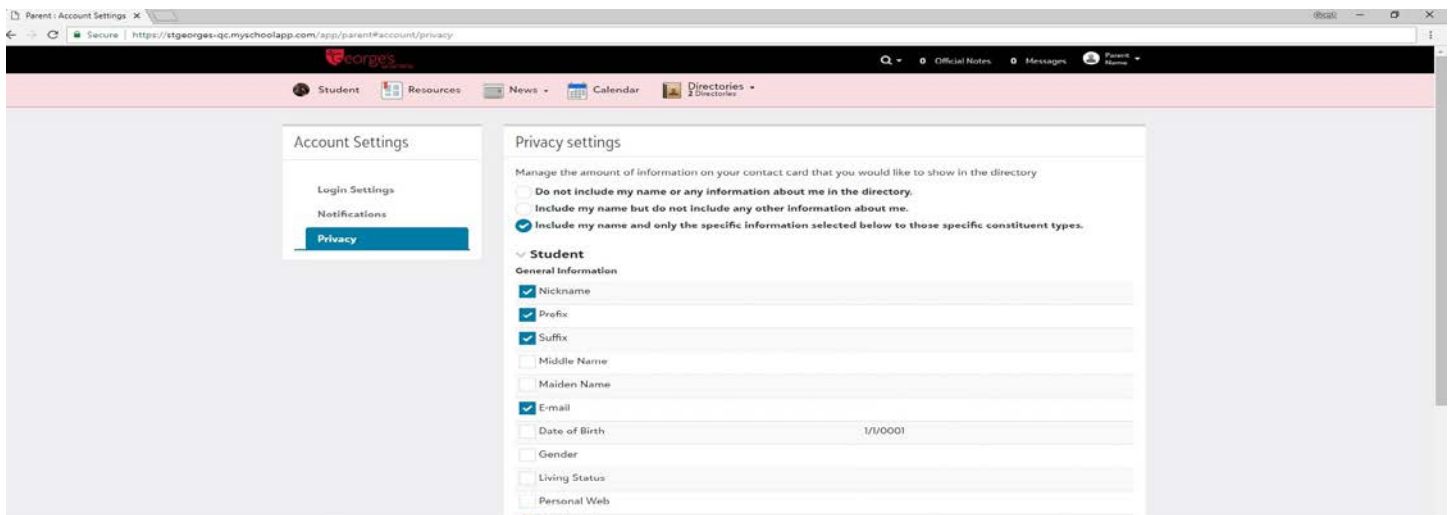 Parent : Account Settings
Secure | https://stgeorges-qc.myschoolapp.com/app/parent#account/privacy
George's
0 Official Notes 0 Messages Parent Name
Student Resources News Calendar Directories
2 Directories
Account Settings
Login Settings
Notifications
Privacy
Privacy settings
Manage the amount of information on your contact card that you would like to show in the directory
Do not include my name or any information about me in the directory.
Include my name but do not include any other information about me.
Include my name and only the specific information selected below to those specific constituent types.
Student
General Information
Nickname
Prefix
Suffix
Middle Name
Maiden Name
E-mail
Date of Birth 1/1/0001
Gender
Living Status
Personal Web